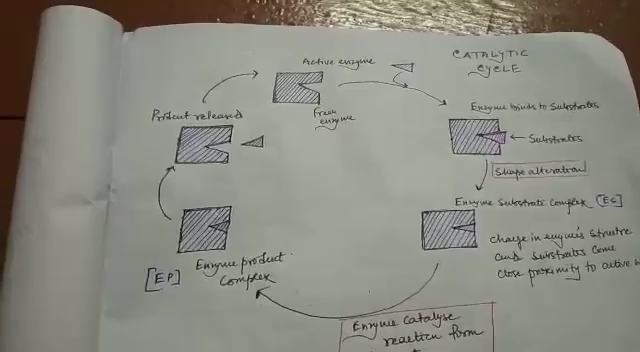 CATALYTIC
CYCLE
Active enzyme
Free
enzyme
Enzyme binds to Substrates
Substrates
Shape alteration
Enzyme Substrate Complex [ES]
change in enzyme's
and substrates come
close proximity to active
Enzyme Catalyse
reaction form
Enzyme product
Complex
[EP]
Product released